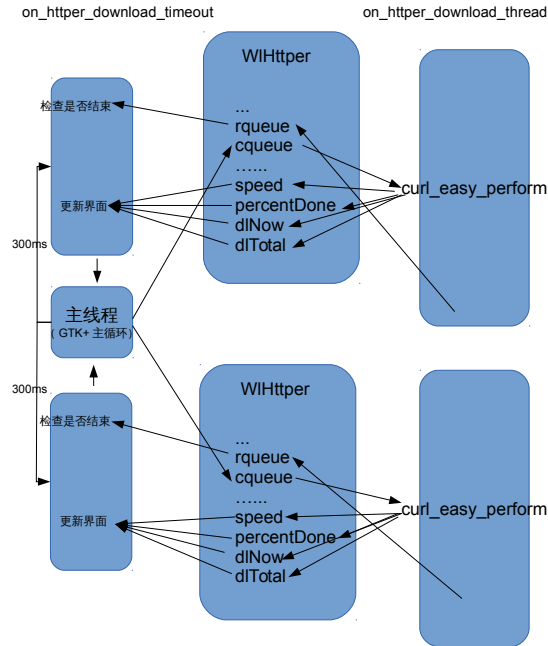 on_httper_download_timeout
on_httper_download_thread
WlHttper
检查是否结束
...
rqueue
cqueue
……
speed
percentDone
dlNow
dlTotal
更新界面
curl_easy_perform
300ms
主线程
( GTK+ 主循环)
300ms
WlHttper
检查是否结束
...
rqueue
cqueue
……
speed
percentDone
dlNow
dlTotal
更新界面
curl_easy_perform